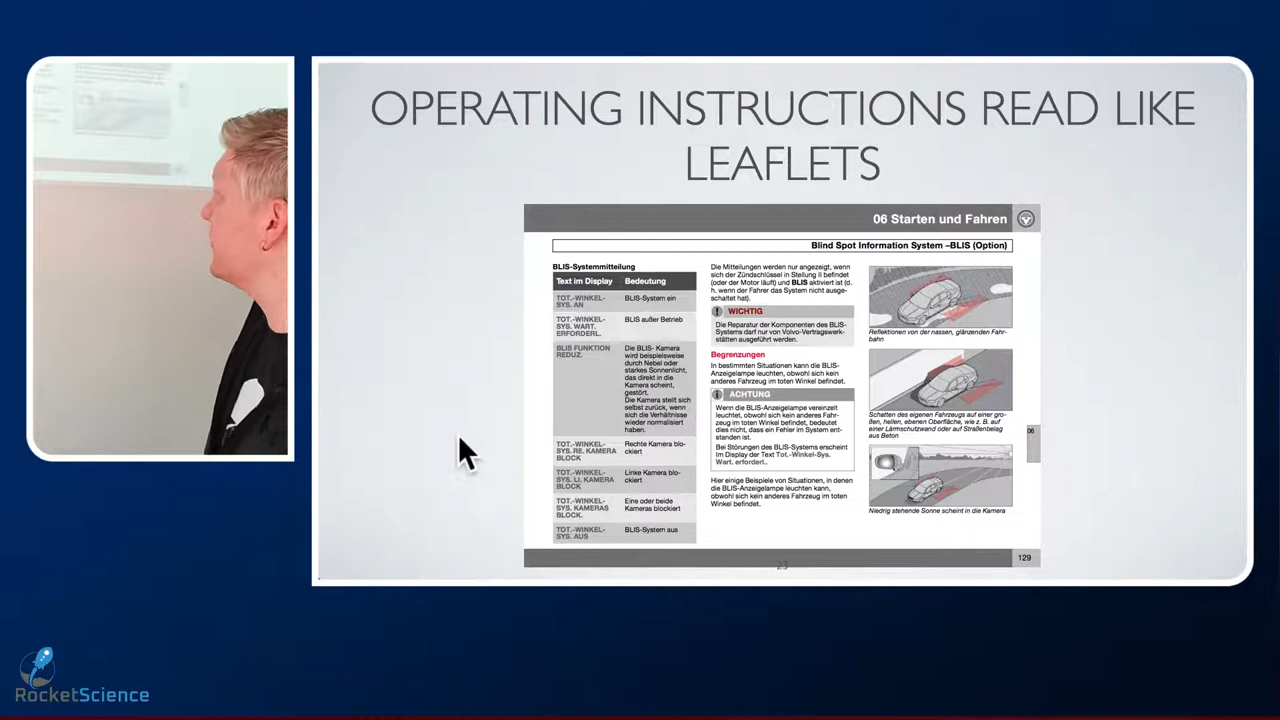 OPERATING INSTRUCTIONS READ LIKE
LEAFLETS
06 Starten und Fahren
Blind Spot Information System –BLIS (Option)
BLIS-Systemmitteilung
Text im Display Bedeutung
TOT.-WINKEL-
SYS. AN
BLIS-System ein
TOT.-WINKEL-
SYS. WART.
ERFORDERL.
BLIS außer Betrieb
BLIS FUNKTION
REDUZ.
Die BLIS- Kamera
wird beispielsweise
durch Nebel oder
starkes Sonnenlicht,
das direkt in die
Kamera scheint,
gestört.
Die Kamera stellt sich
selbst zurück, wenn
sich die Verhältnisse
wieder normalisiert
haben.
TOT.-WINKEL-
SYS. RE. KAMERA
BLOCK
Rechte Kamera blo-
ckiert
TOT.-WINKEL-
SYS. LI. KAMERA
BLOCK
Linke Kamera blo-
ckiert
TOT.-WINKEL-
SYS. KAMERAS
BLOCK.
Eine oder beide
Kameras blockiert
TOT.-WINKEL-
SYS. AUS
BLIS-System aus
Die Mitteilungen werden nur angezeigt, wenn
sich der Zündschlüssel in Stellung II befindet
(oder der Motor läuft) und BLIS aktiviert ist (d.
h. wenn der Fahrer das System nicht ausge-
schaltet hat).
WICHTIG
Die Reparatur der Komponenten des BLIS-
Systems darf nur von Volvo-Vertragswerk-
stätten ausgeführt werden.
Begrenzungen
In bestimmten Situationen kann die BLIS-
Anzeigelampe leuchten, obwohl sich kein
anderes Fahrzeug im toten Winkel befindet.
ACHTUNG
Wenn die BLIS-Anzeigelampe vereinzelt
leuchtet, obwohl sich kein anderes Fahr-
zeug im toten Winkel befindet, bedeutet
dies nicht, dass ein Fehler im System ent-
standen ist.
Bei Störungen des BLIS-Systems erscheint
im Display der Text Tot.-Winkel-Sys.
Wart. erforderl..
Hier einige Beispiele von Situationen, in denen
die BLIS-Anzeigelampe leuchten kann,
obwohl sich kein anderes Fahrzeug im toten
Winkel befindet.
Reflektionen von der nassen, glänzenden Fahr-
bahn
Schatten des eigenen Fahrzeugs auf einer gro-
ßen, hellen, ebenen Oberfläche, wie z. B. auf
einer Lärmschutzwand oder auf Straßenbelag
aus Beton
06
Niedrig stehende Sonne scheint in die Kamera
129
25
RocketScience